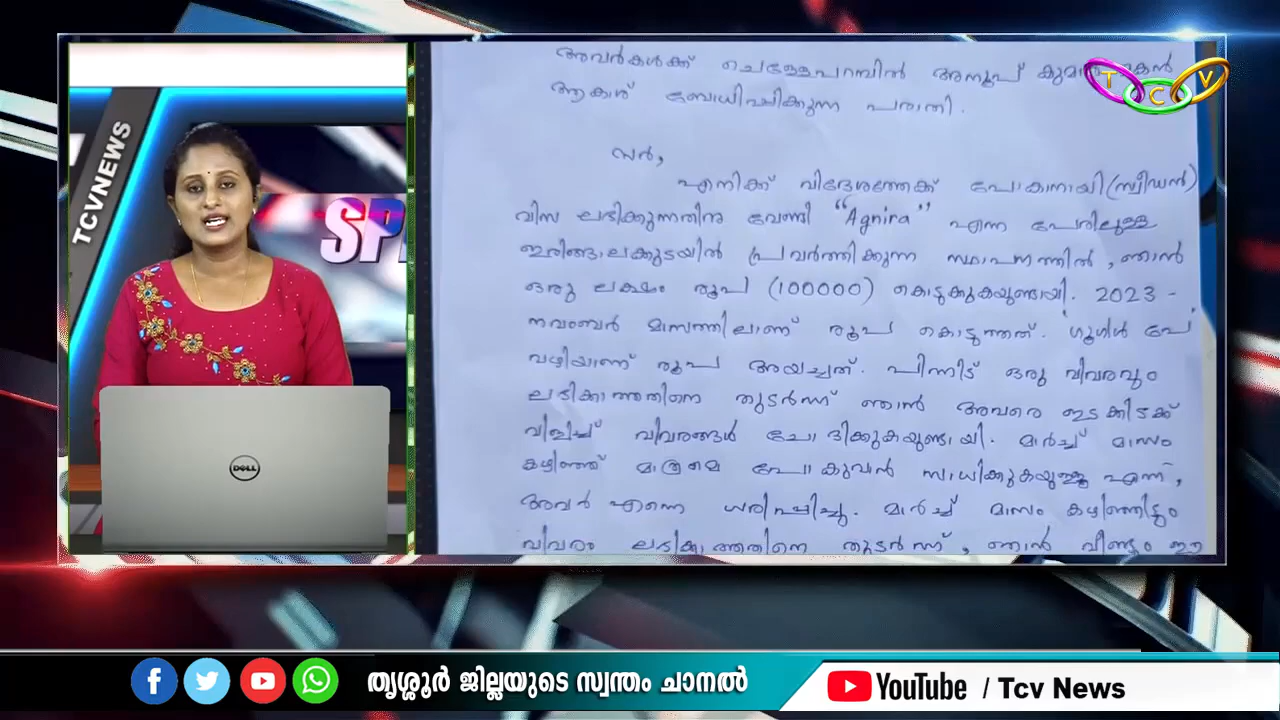 TCVNEWS
SP
TCV
DELL
അവർകൾക്ക് ചെള്ളേപറമ്പിൽ അനൂപ് കുമാർ മകൻ
ആകാശ് ബോധിപ്പിക്കുന്ന പരാതി.
സർ,
എനിക്ക് വിദേശത്തേക്ക് പോകാനായി (സ്വീഡൻ)
വിസ ലഭിക്കുന്നതിനു വേണ്ടി "Agnira" എന്ന പേരിലുള്ള
ഇരിങ്ങാലക്കുടയിൽ പ്രവർത്തിക്കുന്ന സ്ഥാപനത്തിൽ, ഞാൻ
ഒരു ലക്ഷം രൂപ (100000) കൊടുക്കുകയുണ്ടായി. 2023 -
നവംബർ മാസത്തിലാണ് രൂപ കൊടുത്തത്. 'ഗൂഗിൾ പേ'
വഴിയാണ് രൂപ അയച്ചത്. പിന്നീട് ഒരു വിവരവും
ലഭിക്കാത്തതിനെ തുടർന്ന് ഞാൻ അവരെ ഇടക്കിടക്ക്
വിളിച്ച് വിവരങ്ങൾ ചോദിക്കുകയുണ്ടായി. മാർച്ച് മാസം
കഴിഞ്ഞ് മാത്രമെ പോകുവാൻ സാധിക്കുകയുള്ളൂ എന്ന്,
അവർ എന്നെ ധരിപ്പിച്ചു. മാർച്ച് മാസം കഴിഞ്ഞിട്ടും
വിവരം ലഭിക്കാത്തതിനെ തുടർന്ന്, ഞാൻ വീണ്ടും ഈ
തൃശ്ശൂർ ജില്ലയുടെ സ്വന്തം ചാനൽ
YouTube / Tcv News